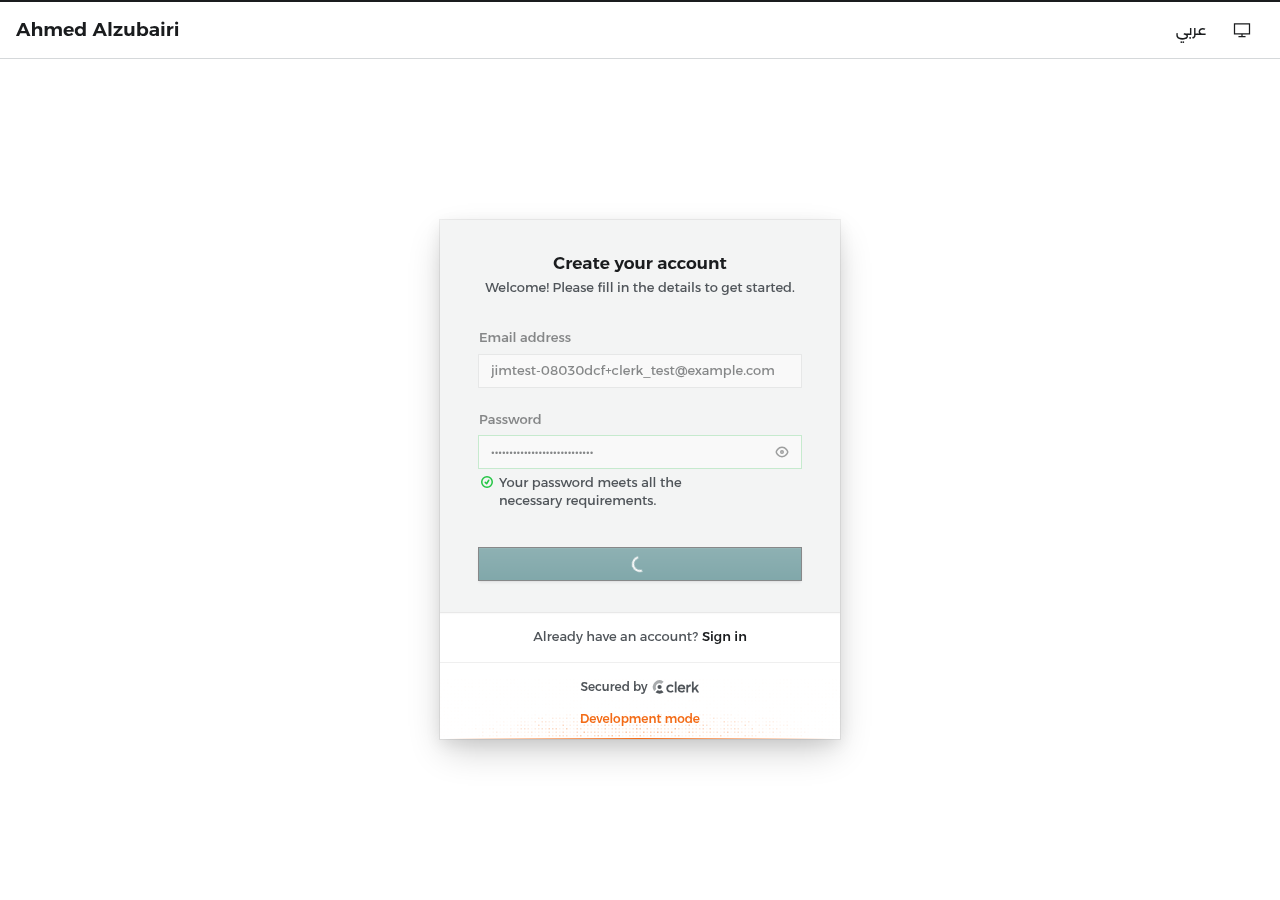 Ahmed Alzubairi
عربي
Create your account
Welcome! Please fill in the details to get started.
Email address
jimtest-08030dcf+clerk_test@example.com
Password
••••••••••••••••••••••••••••
Your password meets all the
necessary requirements.
Already have an account? Sign in
Secured by clerk
Development mode